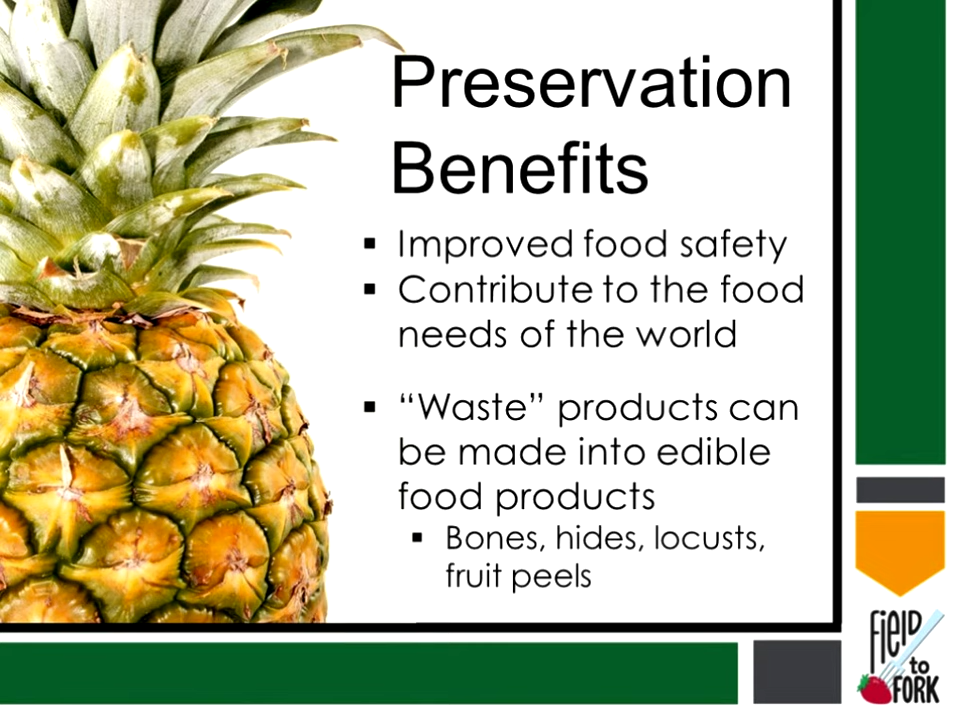 Preservation
Benefits
▪ Improved food safety
▪ Contribute to the food
needs of the world
▪ “Waste” products can
be made into edible
food products
▪ Bones, hides, locusts,
fruit peels
FiELD
to
FORK